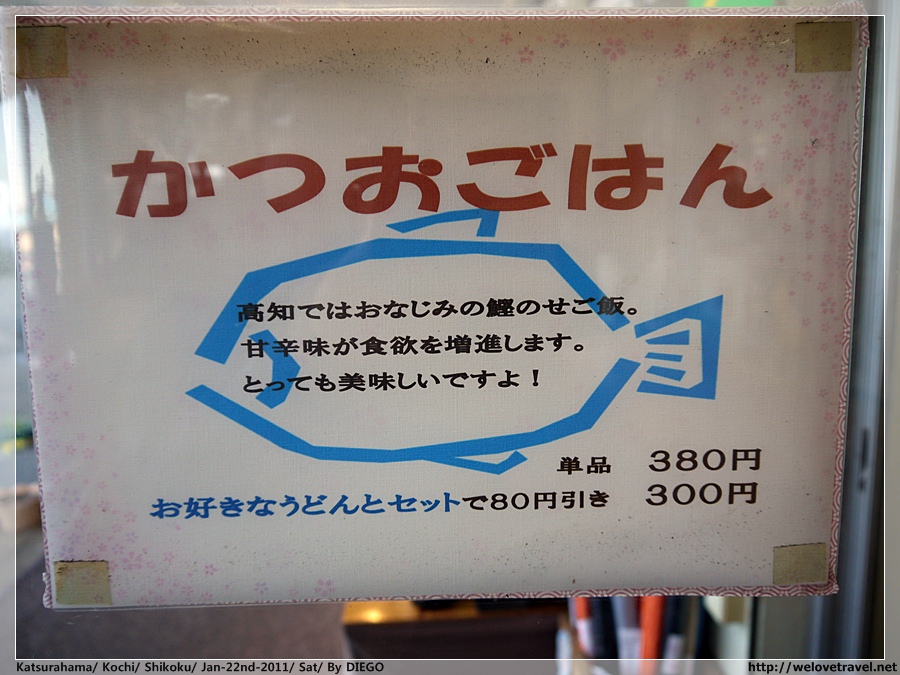 かつおごはん
高知ではおなじみの鰹のせご飯。
甘辛味が食欲を増進します。
とっても美味しいですよ！
単品 380円
お好きなうどんとセットで80円引き 300円
Katsurahama/ Kochi/ Shikoku/ Jan-22nd-2011/ Sat/ By DIEGO
http://welovetravel.net